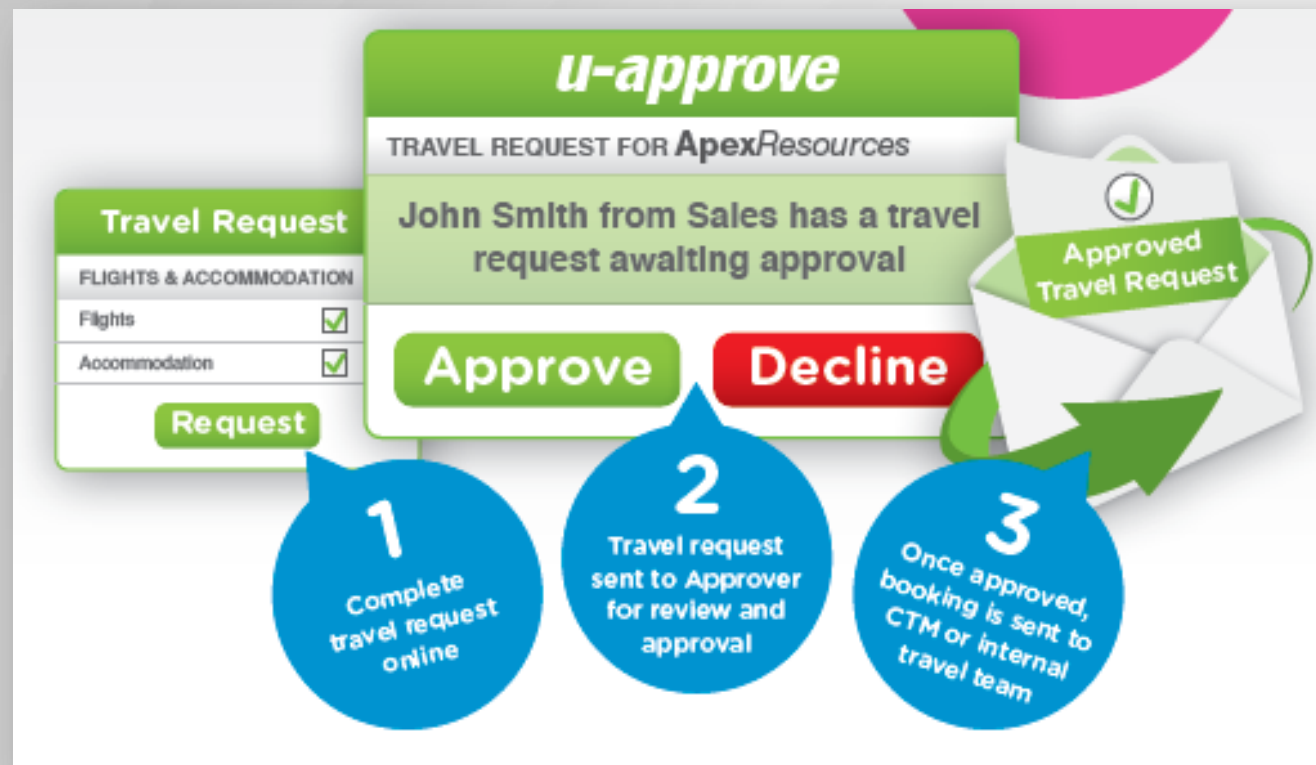 u-approve
TRAVEL REQUEST FOR ApexResources
John Smith from Sales has a travel
request awaiting approval
Approve
Decline
Travel Request
FLIGHTS & ACCOMMODATION
Flights
Accommodation
Request
Approved
Travel Request
1
Complete
travel request
online
2
Travel request
sent to Approver
for review and
approval
3
Once approved,
booking is sent to
CTM or internal
travel team